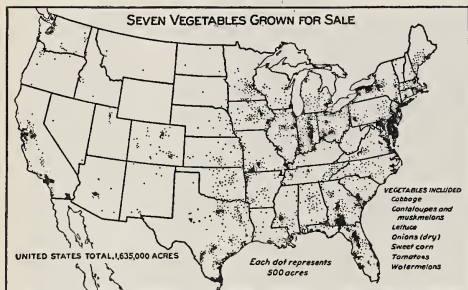 SEVEN VEGETABLES GROWN FOR SALE
VEGETABLES INCLUDED
Cabbage
Cantaloupes and
muskmelons
Lettuce
Onions (dry)
Sweet corn
Tomatoes
Watermelons
UNITED STATES TOTAL, 1,635,000 ACRES
Each dot represents
500 acres